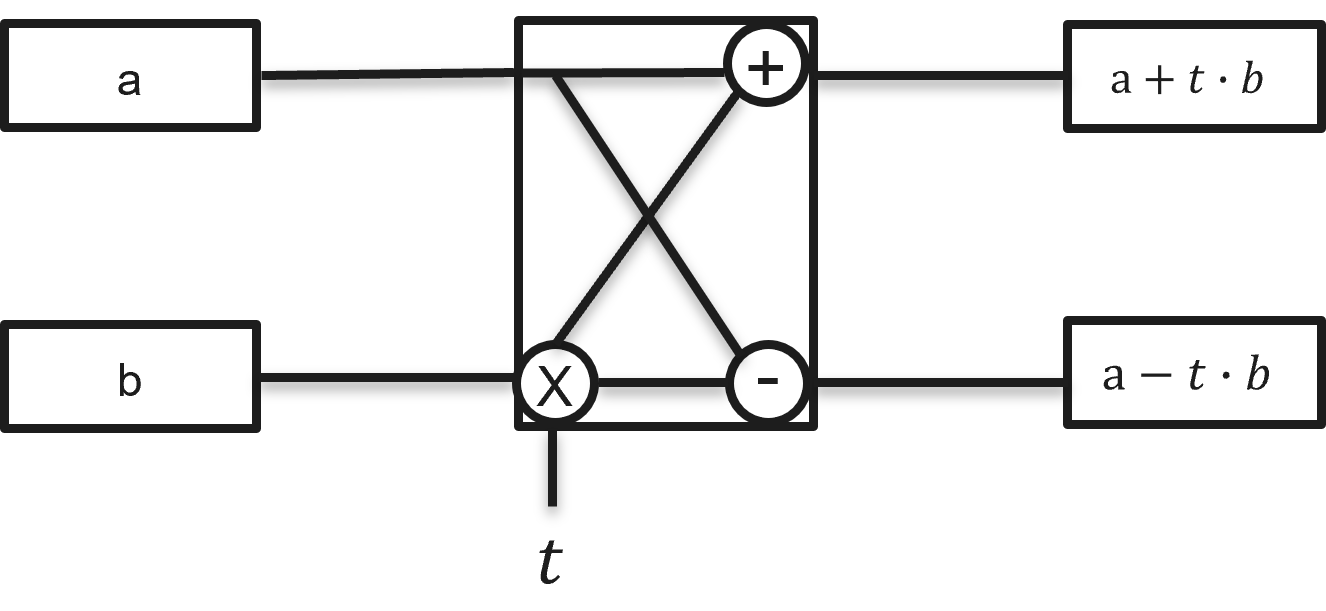 a
+
a + t · b
b
X
-
a − t · b
t